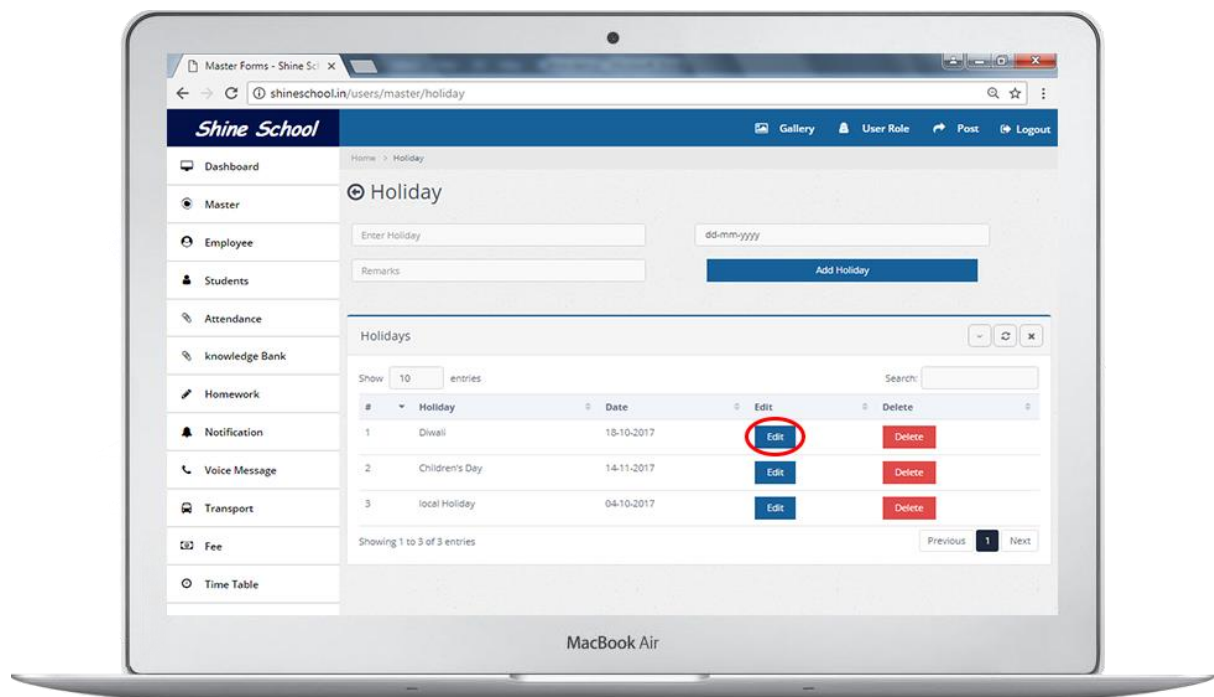 Master Forms - Shine Sc
shineschool.in/users/master/holiday
Shine School
Gallery User Role Post Logout
Dashboard
Master
Employee
Students
Attendance
knowledge Bank
Homework
Notification
Voice Message
Transport
Fee
Time Table
Home > Holiday
Holiday
Enter Holiday dd-mm-yyyy
Remarks Add Holiday
Holidays
Show 10 entries Search:
# Holiday Date Edit Delete
1 Diwali 18-10-2017 Edit Delete
2 Children's Day 14-11-2017 Edit Delete
3 local Holiday 04-10-2017 Edit Delete
Showing 1 to 3 of 3 entries Previous 1 Next
MacBook Air